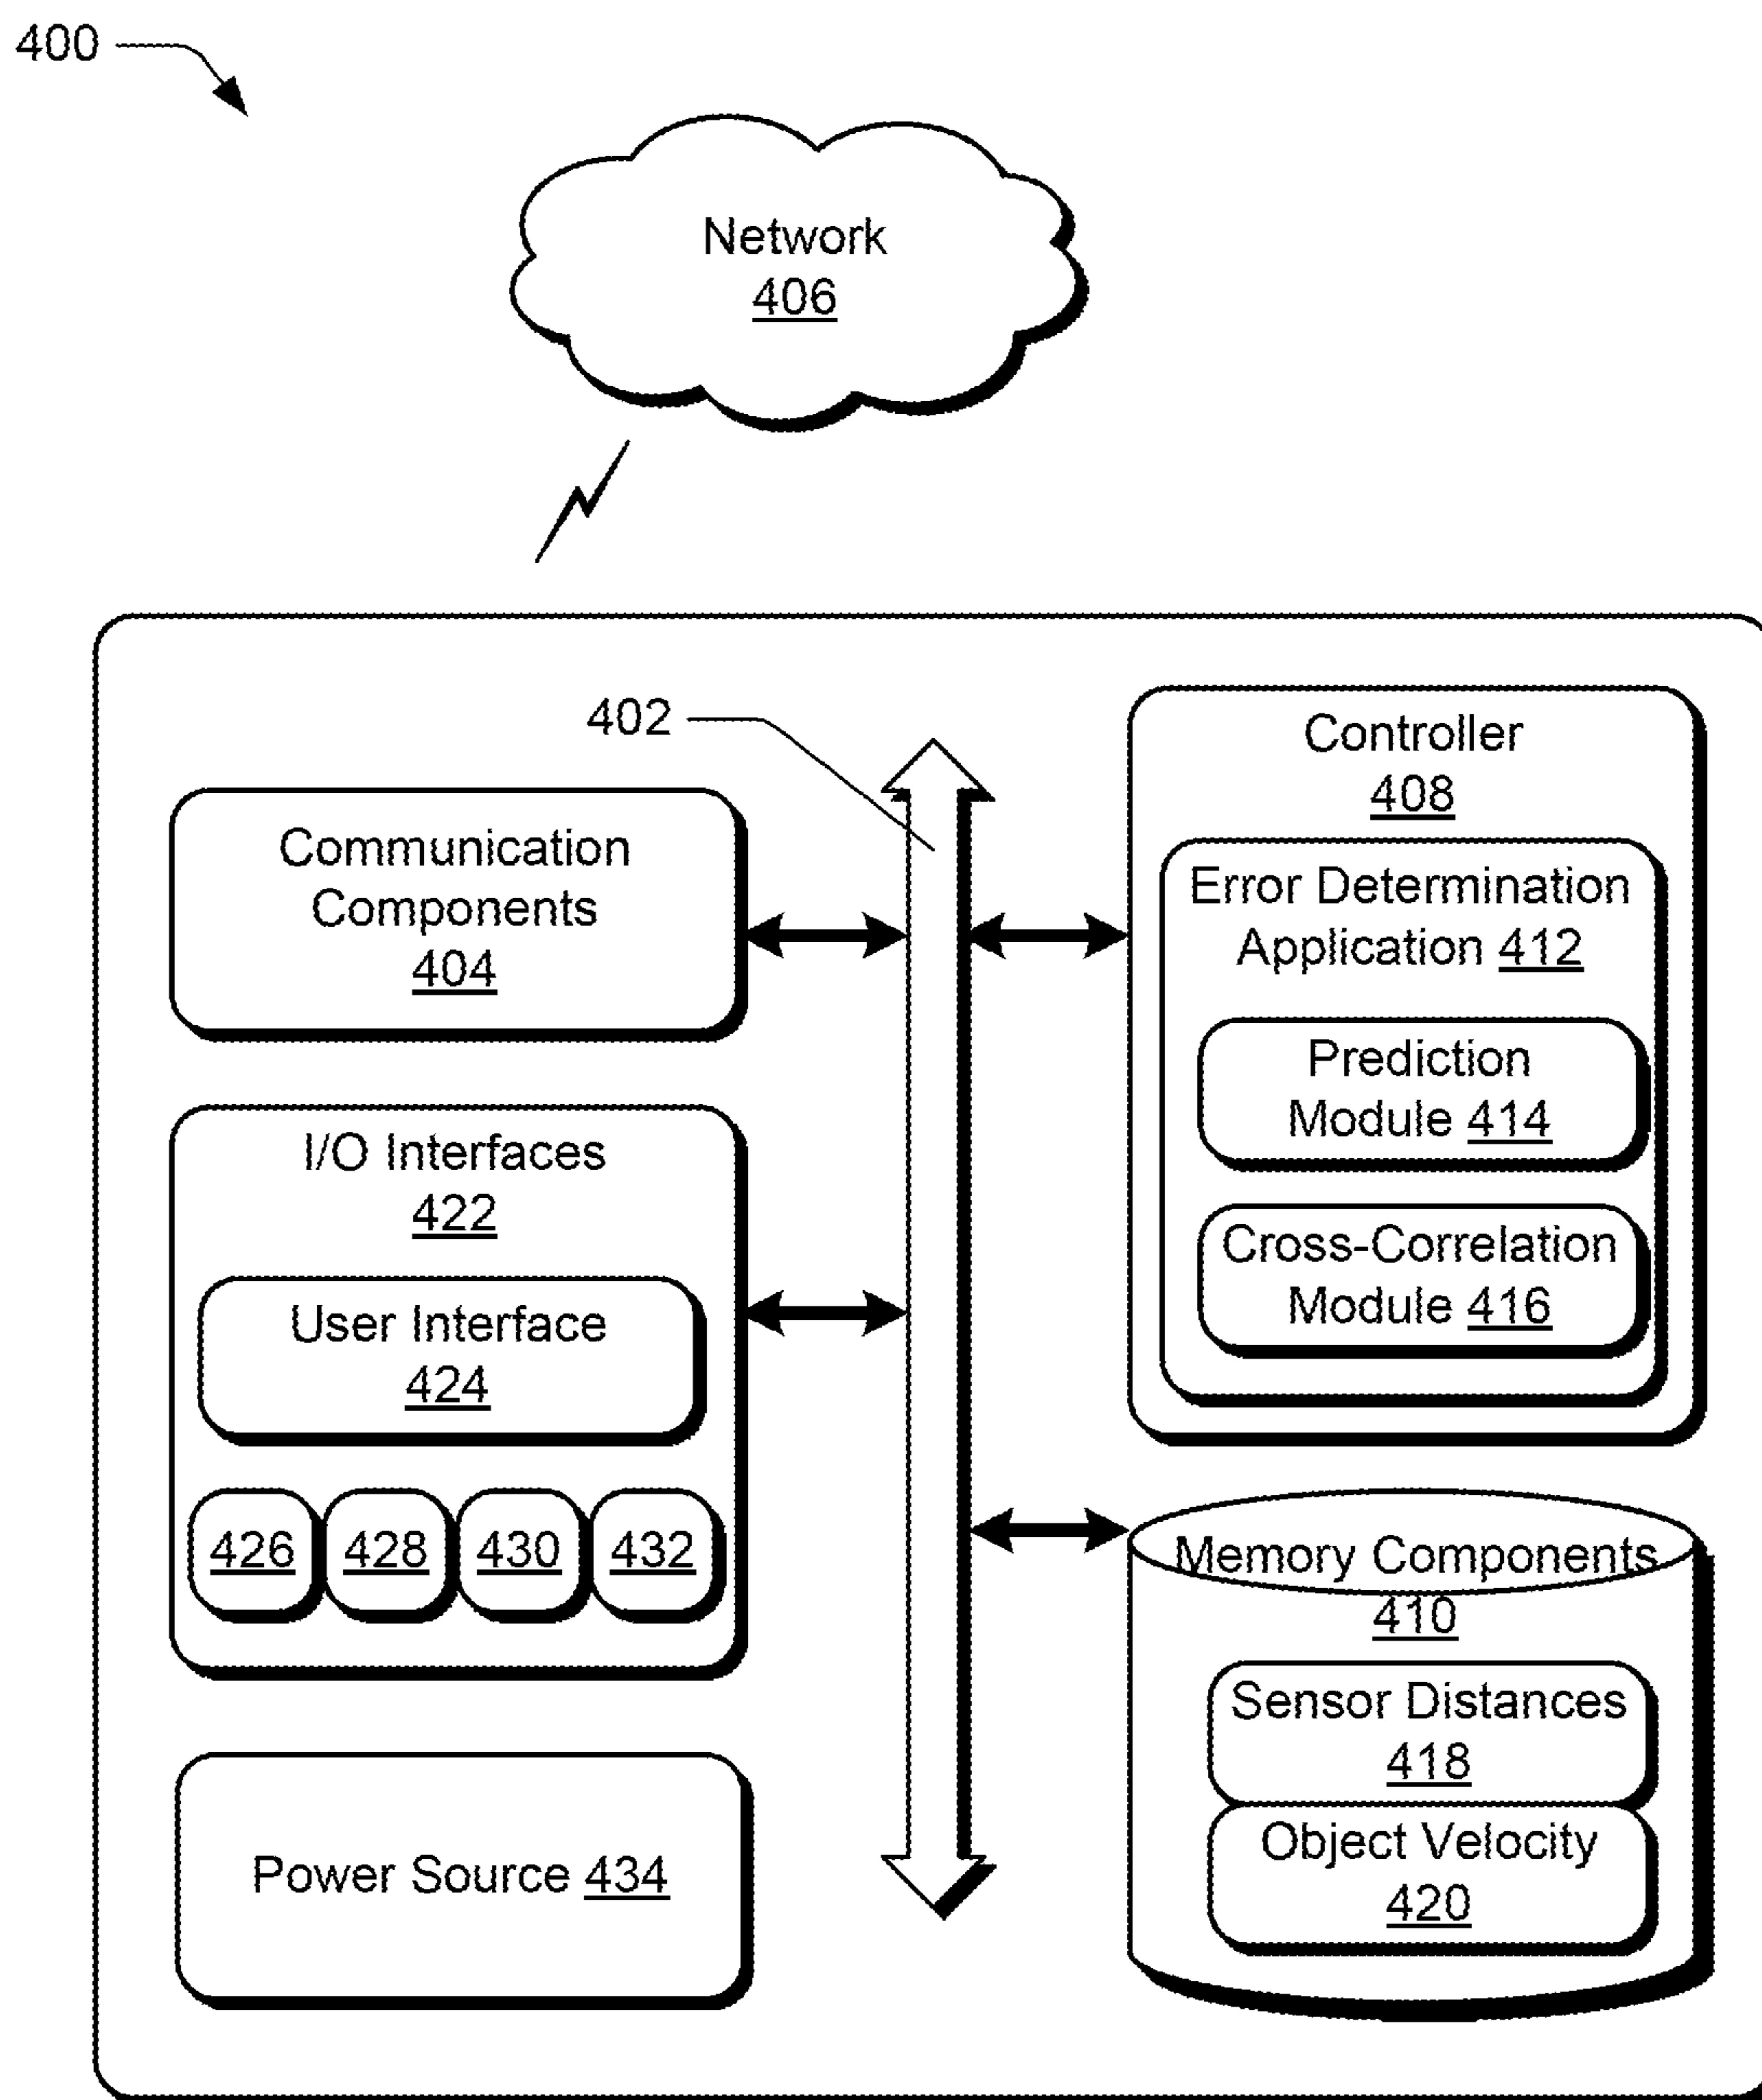 400
Network
406
402
Communication
Components
404
Controller
408
Error Determination
Application 412
Prediction
Module 414
Cross-Correlation
Module 416
I/O Interfaces
422
User Interface
424
426 428 430 432
Memory Components
410
Sensor Distances
418
Object Velocity
420
Power Source 434